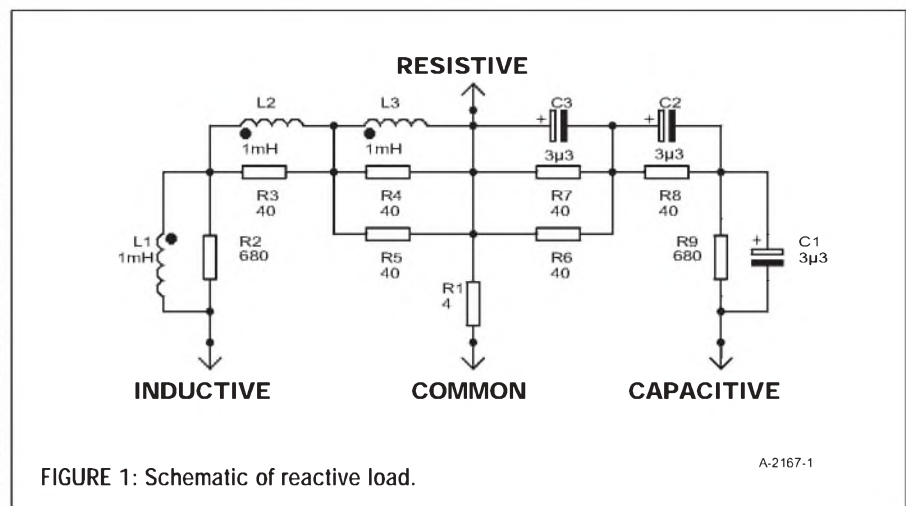 RESISTIVE
L2
L3
C3
C2
+
+
1mH
1mH
3µ3
3µ3
R3
40
R4
40
R7
40
R8
40
L1
1mH
R2
680
R5
40
R6
40
R9
680
+
C1
3µ3
R1
4
INDUCTIVE
COMMON
CAPACITIVE
A-2167-1
FIGURE 1: Schematic of reactive load.